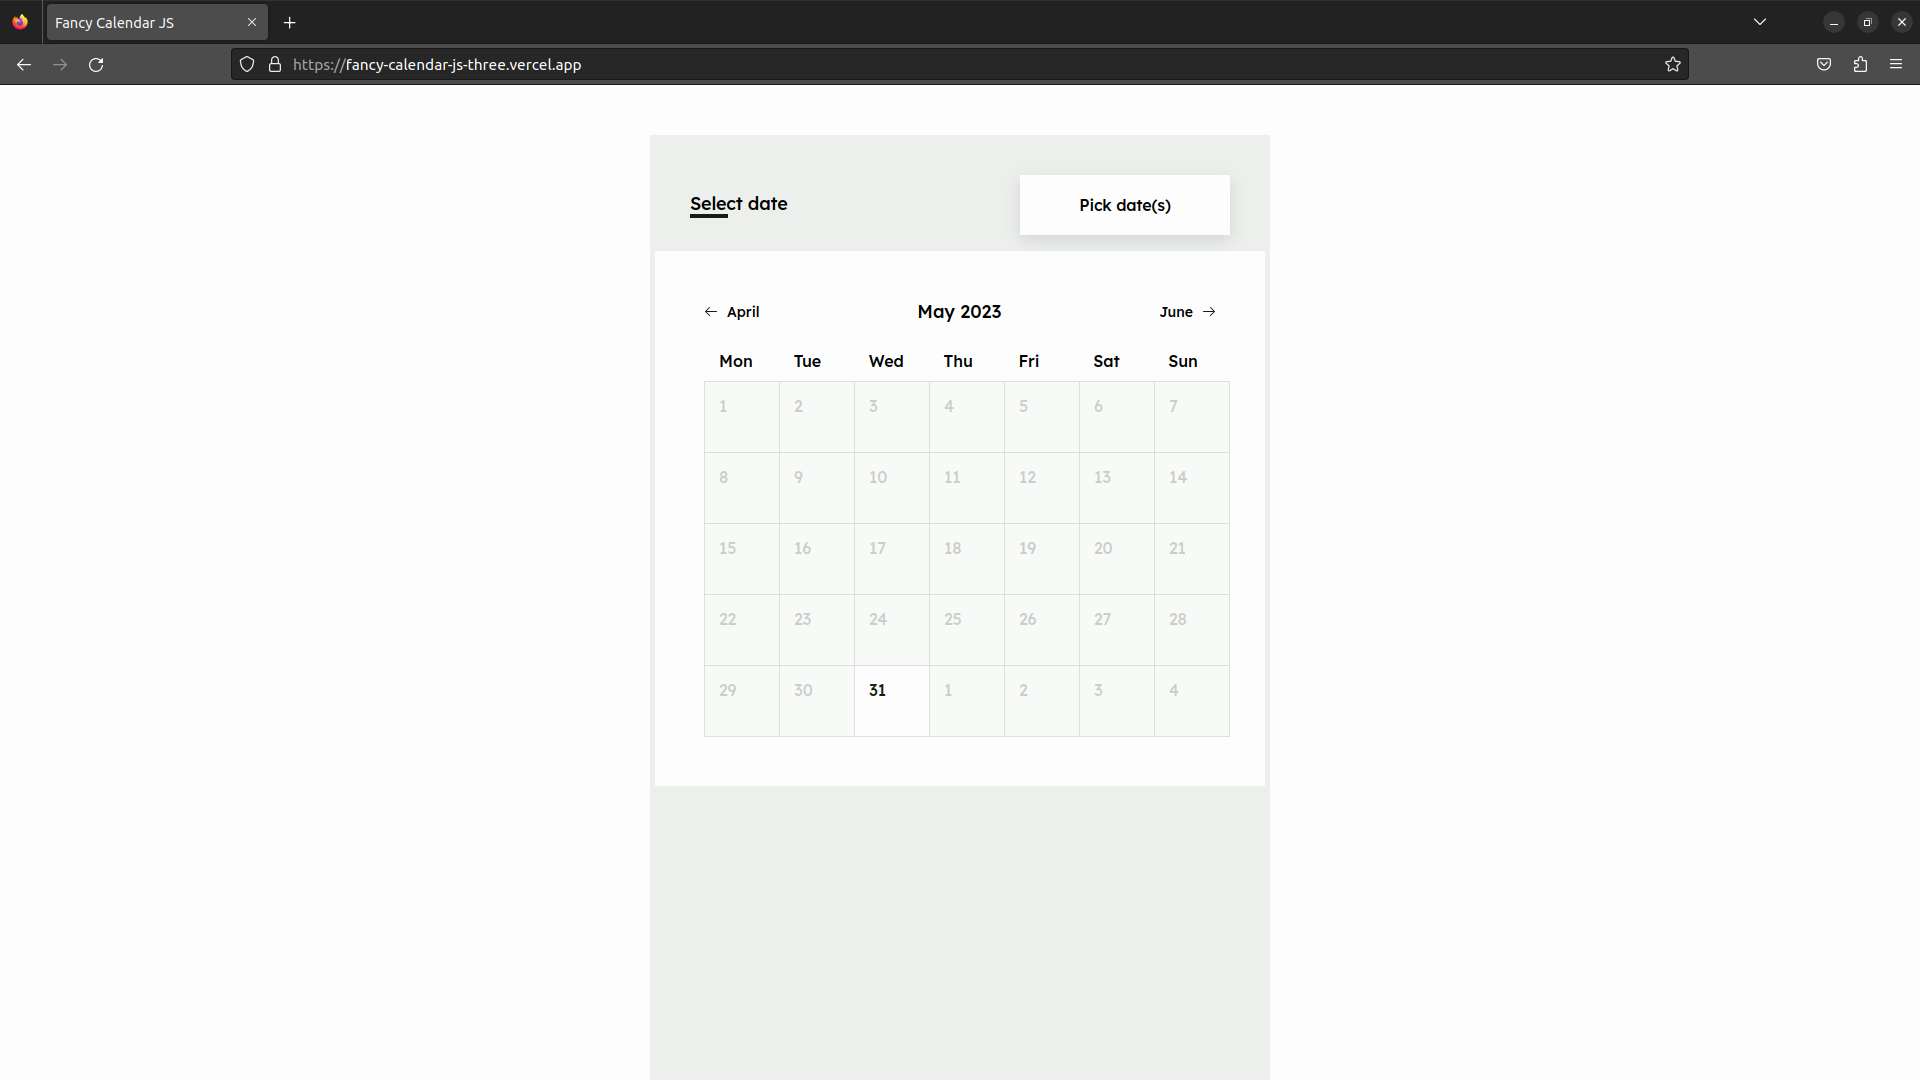 Fancy Calendar JS
https://fancy-calendar-js-three.vercel.app
Select date
Pick date(s)
April May 2023 June
Mon Tue Wed Thu Fri Sat Sun
1 2 3 4 5 6 7
8 9 10 11 12 13 14
15 16 17 18 19 20 21
22 23 24 25 26 27 28
29 30 31 1 2 3 4